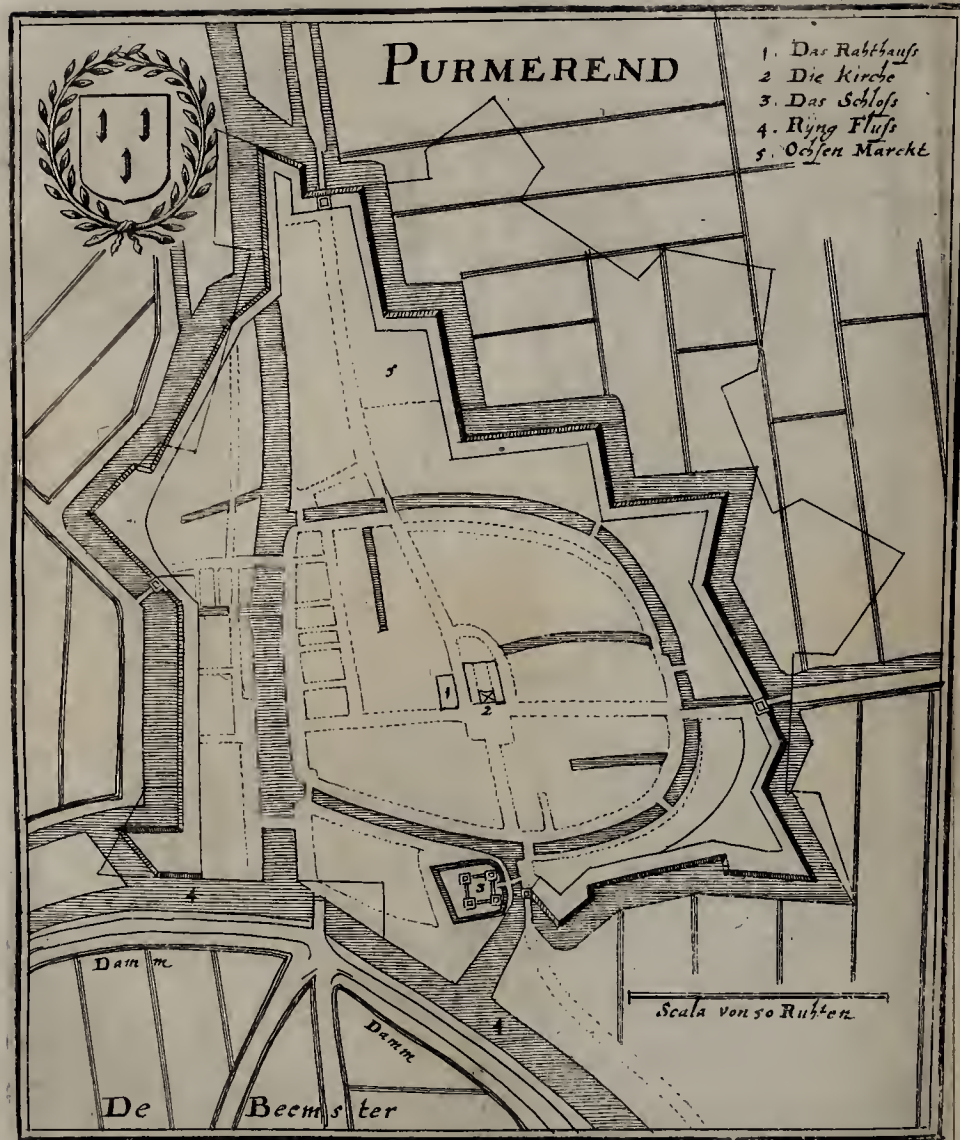 PURMEREND
1. Das Rahthauſs
2 Die Kirche
3. Das Schloſs
4. Rÿng Fluſs
5. Ochſen Marckt
5
1
2
3
4
Damm
Scala von 50 Ruhten
4
Damm
De Beemster